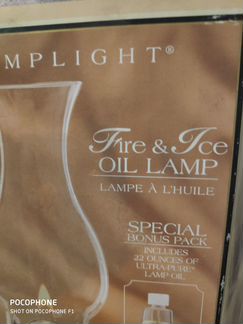 MPLIGHT®
Fire & Ice
OIL LAMP
LAMPE À L'HUILE
SPECIAL
BONUS PACK
INCLUDES
22 OUNCES OF
ULTRA-PURE®
LAMP OIL
POCOPHONE
SHOT ON POCOPHONE F1